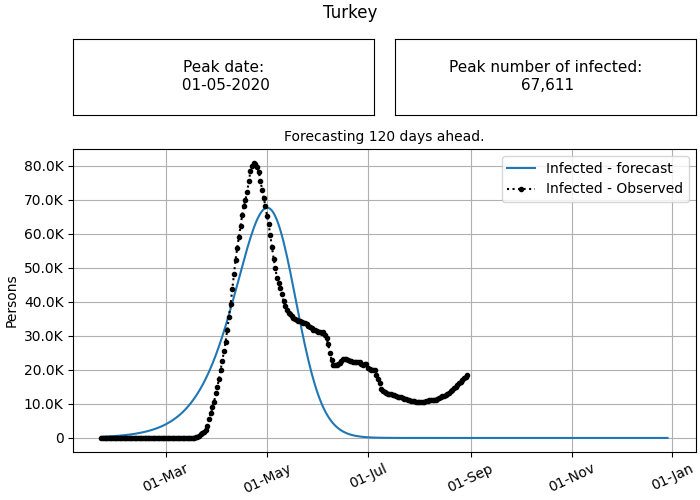 Turkey
Peak date:
01-05-2020
Peak number of infected:
67,611
Forecasting 120 days ahead.
Infected - forecast
Infected - Observed
80.0K
70.0K
60.0K
50.0K
40.0K
30.0K
20.0K
10.0K
0
Persons
01-Mar
01-May
01-Jul
01-Sep
01-Nov
01-Jan